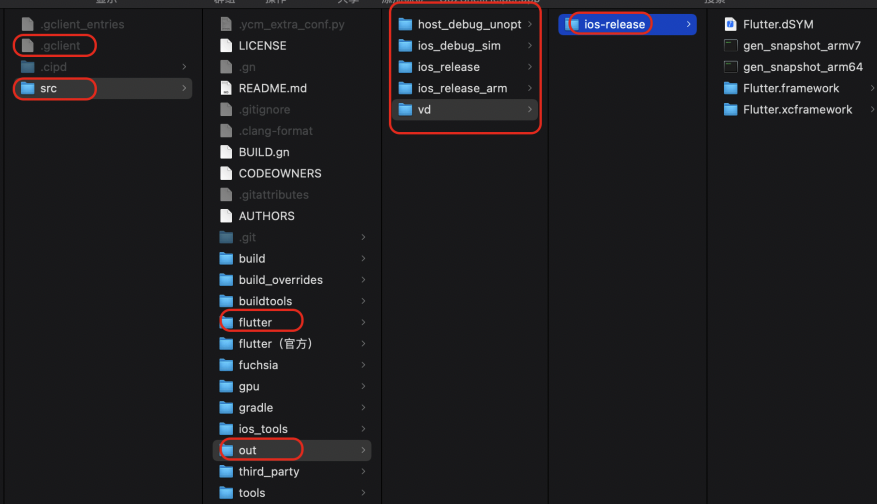 .gclient_entries
.gclient
.cipd
src
.ycm_extra_conf.py
LICENSE
.gn
README.md
.gitignore
.clang-format
BUILD.gn
CODEOWNERS
.gitattributes
AUTHORS
.git
build
build_overrides
buildtools
flutter
flutter（官方）
fuchsia
gpu
gradle
ios_tools
out
third_party
tools
host_debug_unopt
ios_debug_sim
ios_release
ios_release_arm
vd
ios-release
Flutter.dSYM
gen_snapshot_armv7
gen_snapshot_arm64
Flutter.framework
Flutter.xcframework